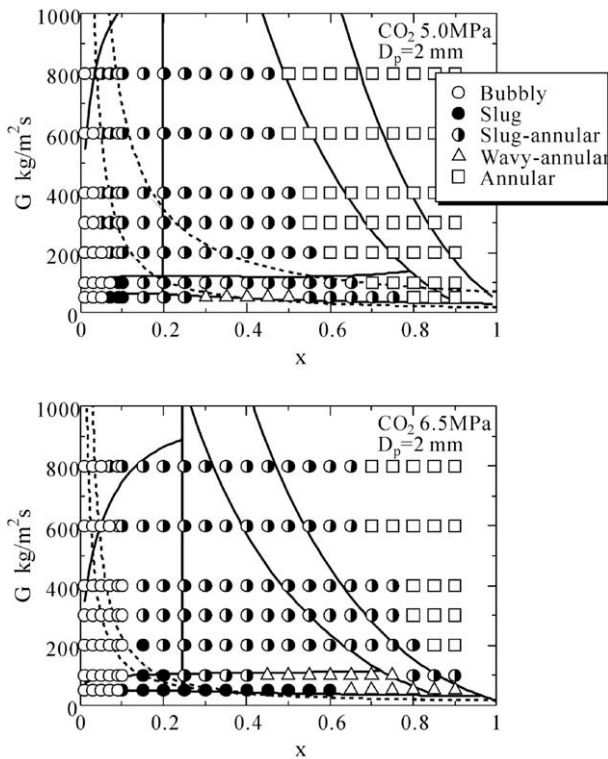 CO₂ 5.0MPa
Dₚ=2 mm
1000
800
600
400
200
0
G kg/m²s
0 0.2 0.4 0.6 0.8 1
x
Bubbly
Slug
Slug-annular
Wavy-annular
Annular
CO₂ 6.5MPa
Dₚ=2 mm
1000
800
600
400
200
0
G kg/m²s
0 0.2 0.4 0.6 0.8 1
x